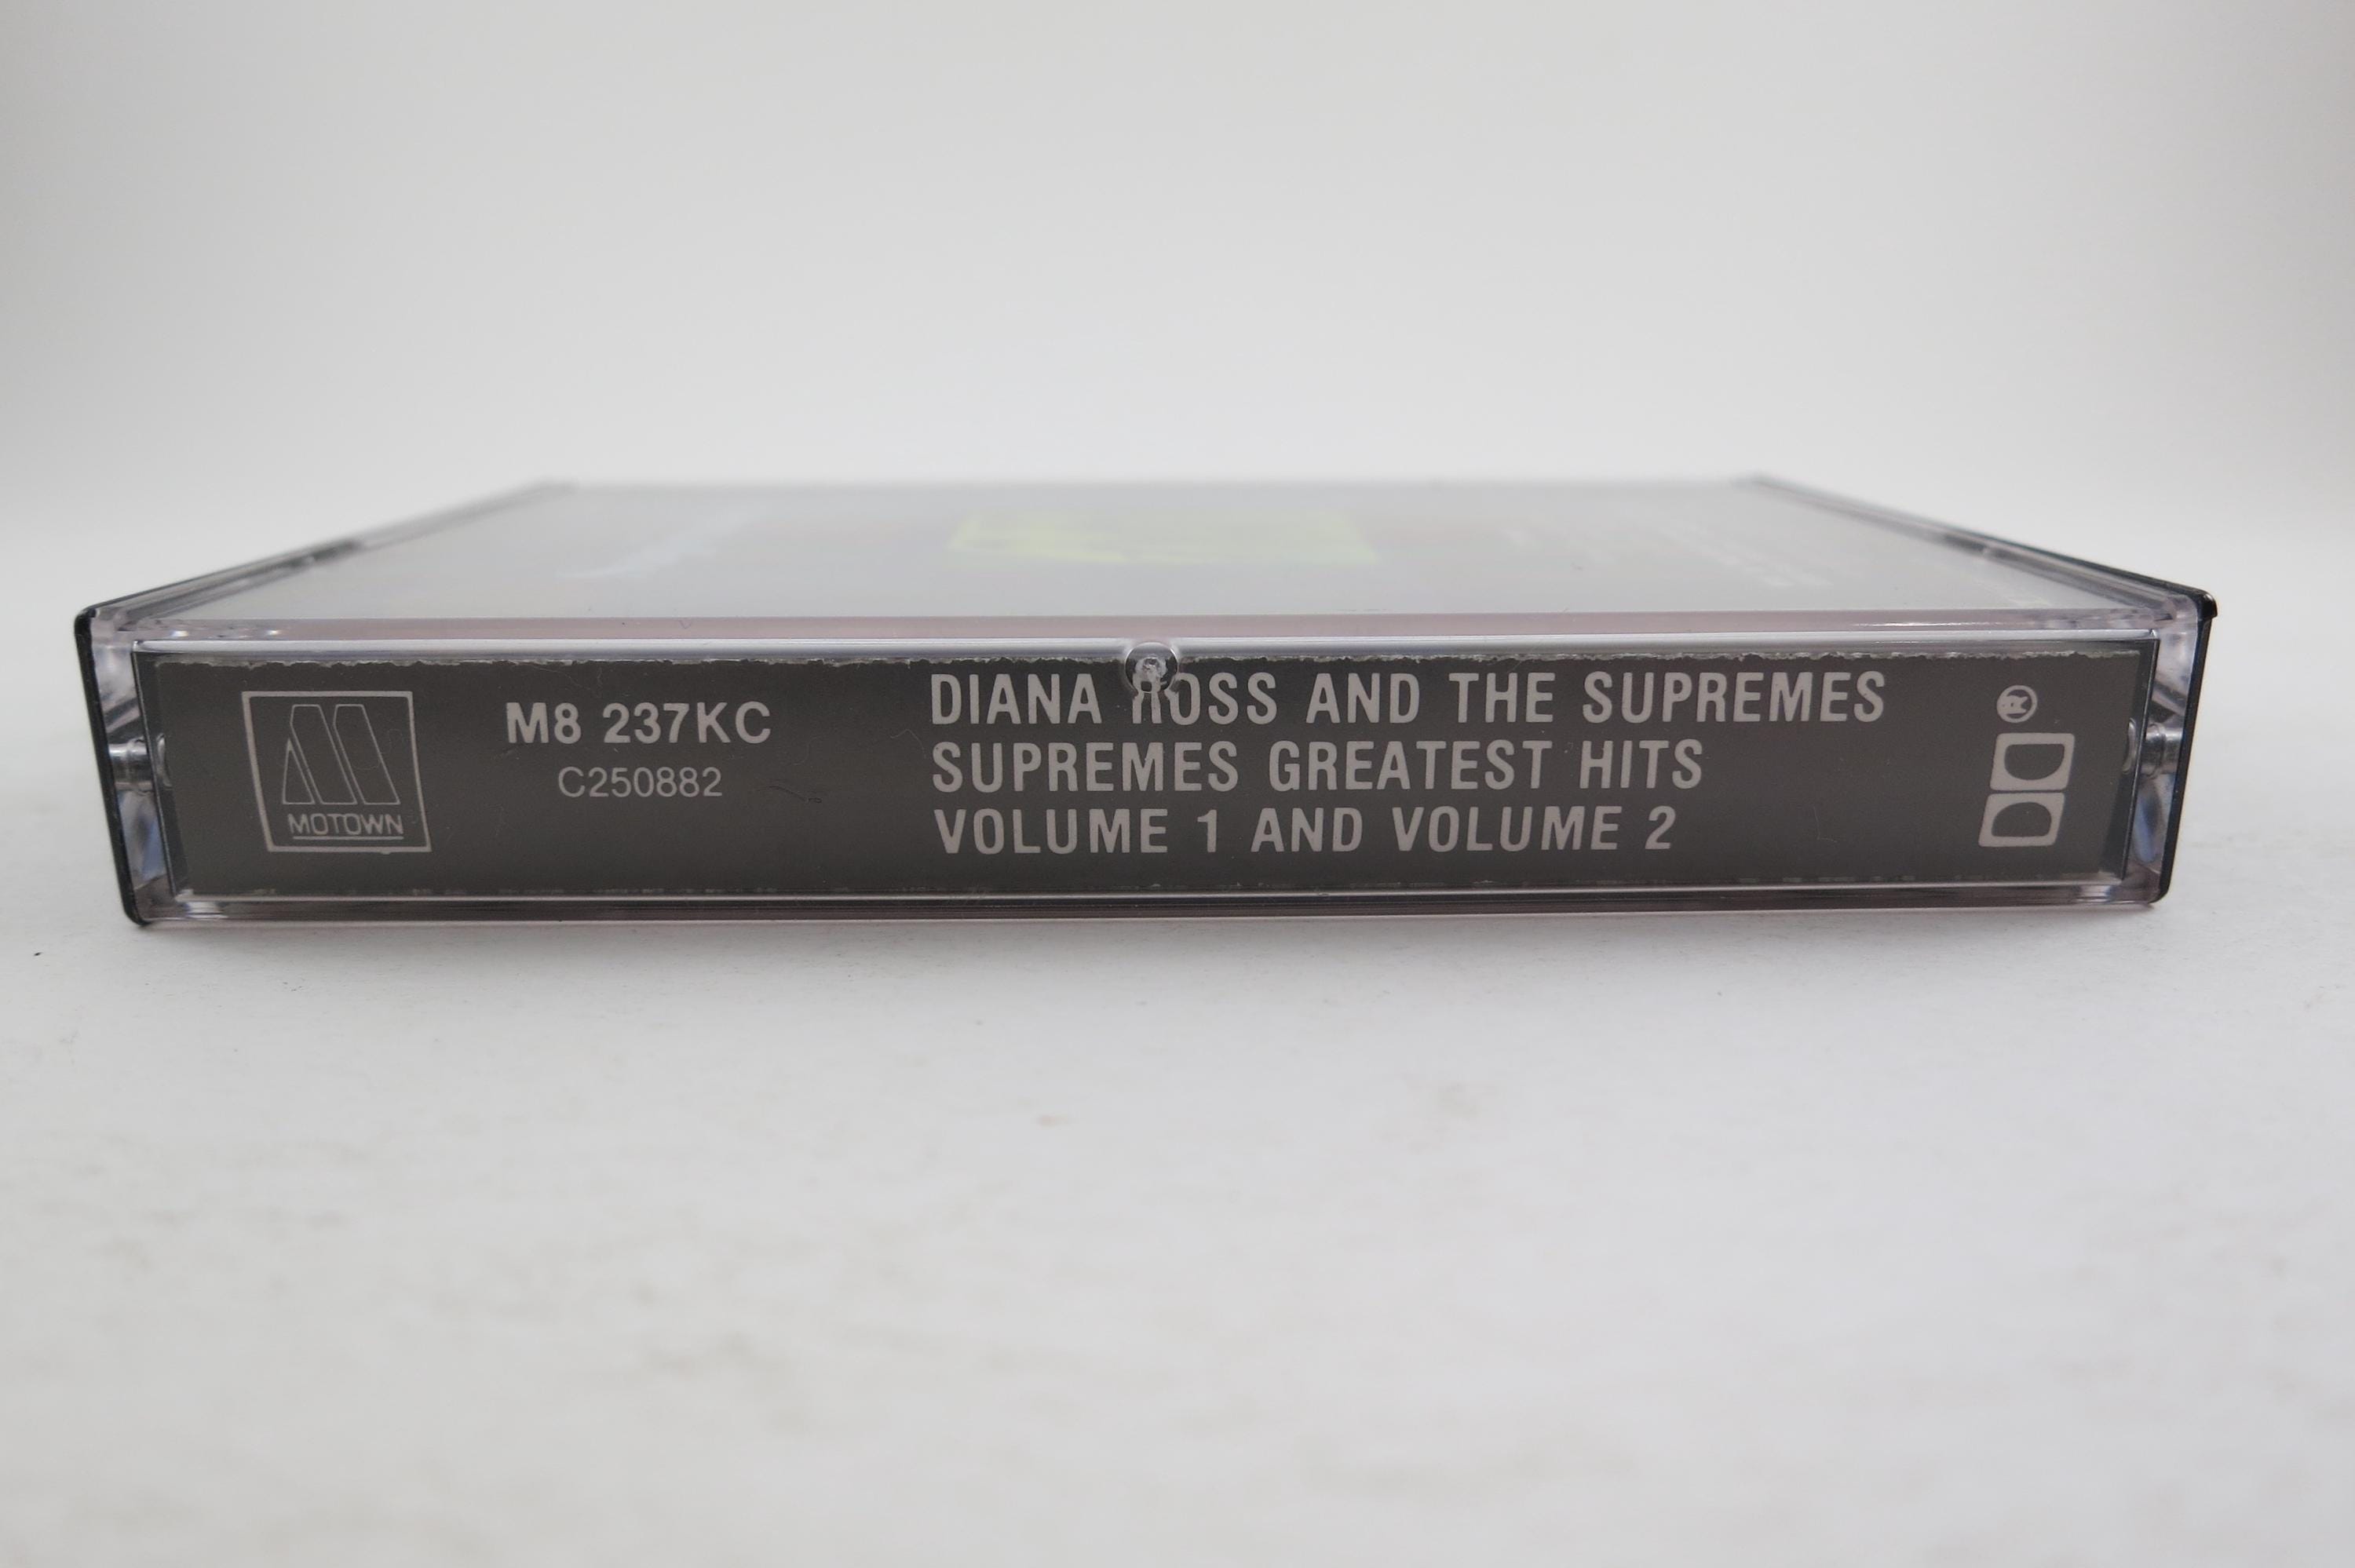 MOTOWN
M8 237KC
C250882
DIANA ROSS AND THE SUPREMES
SUPREMES GREATEST HITS
VOLUME 1 AND VOLUME 2
®